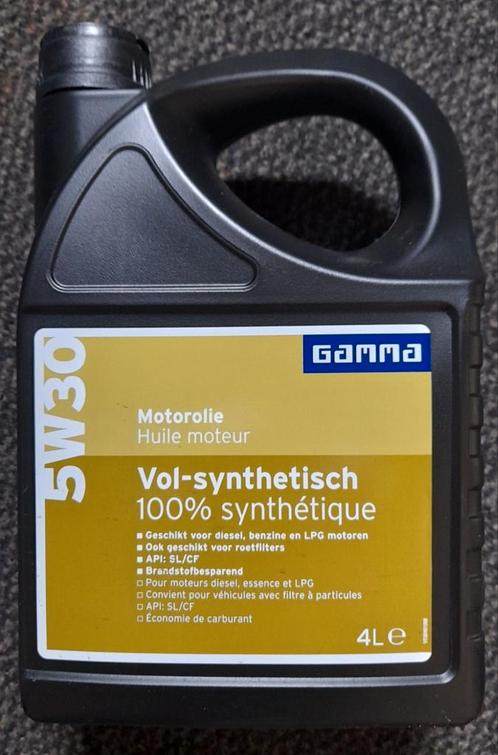 GAMMA
5W30
Motorolie
Huile moteur
Vol-synthetisch
100% synthétique
Geschikt voor diesel, benzine en LPG motoren
Ook geschikt voor roetfilters
API: SL/CF
Brandstofbesparend
Pour moteurs diesel, essence et LPG
Convient pour véhicules avec filtre à particules
API: SL/CF
Économie de carburant
4L e